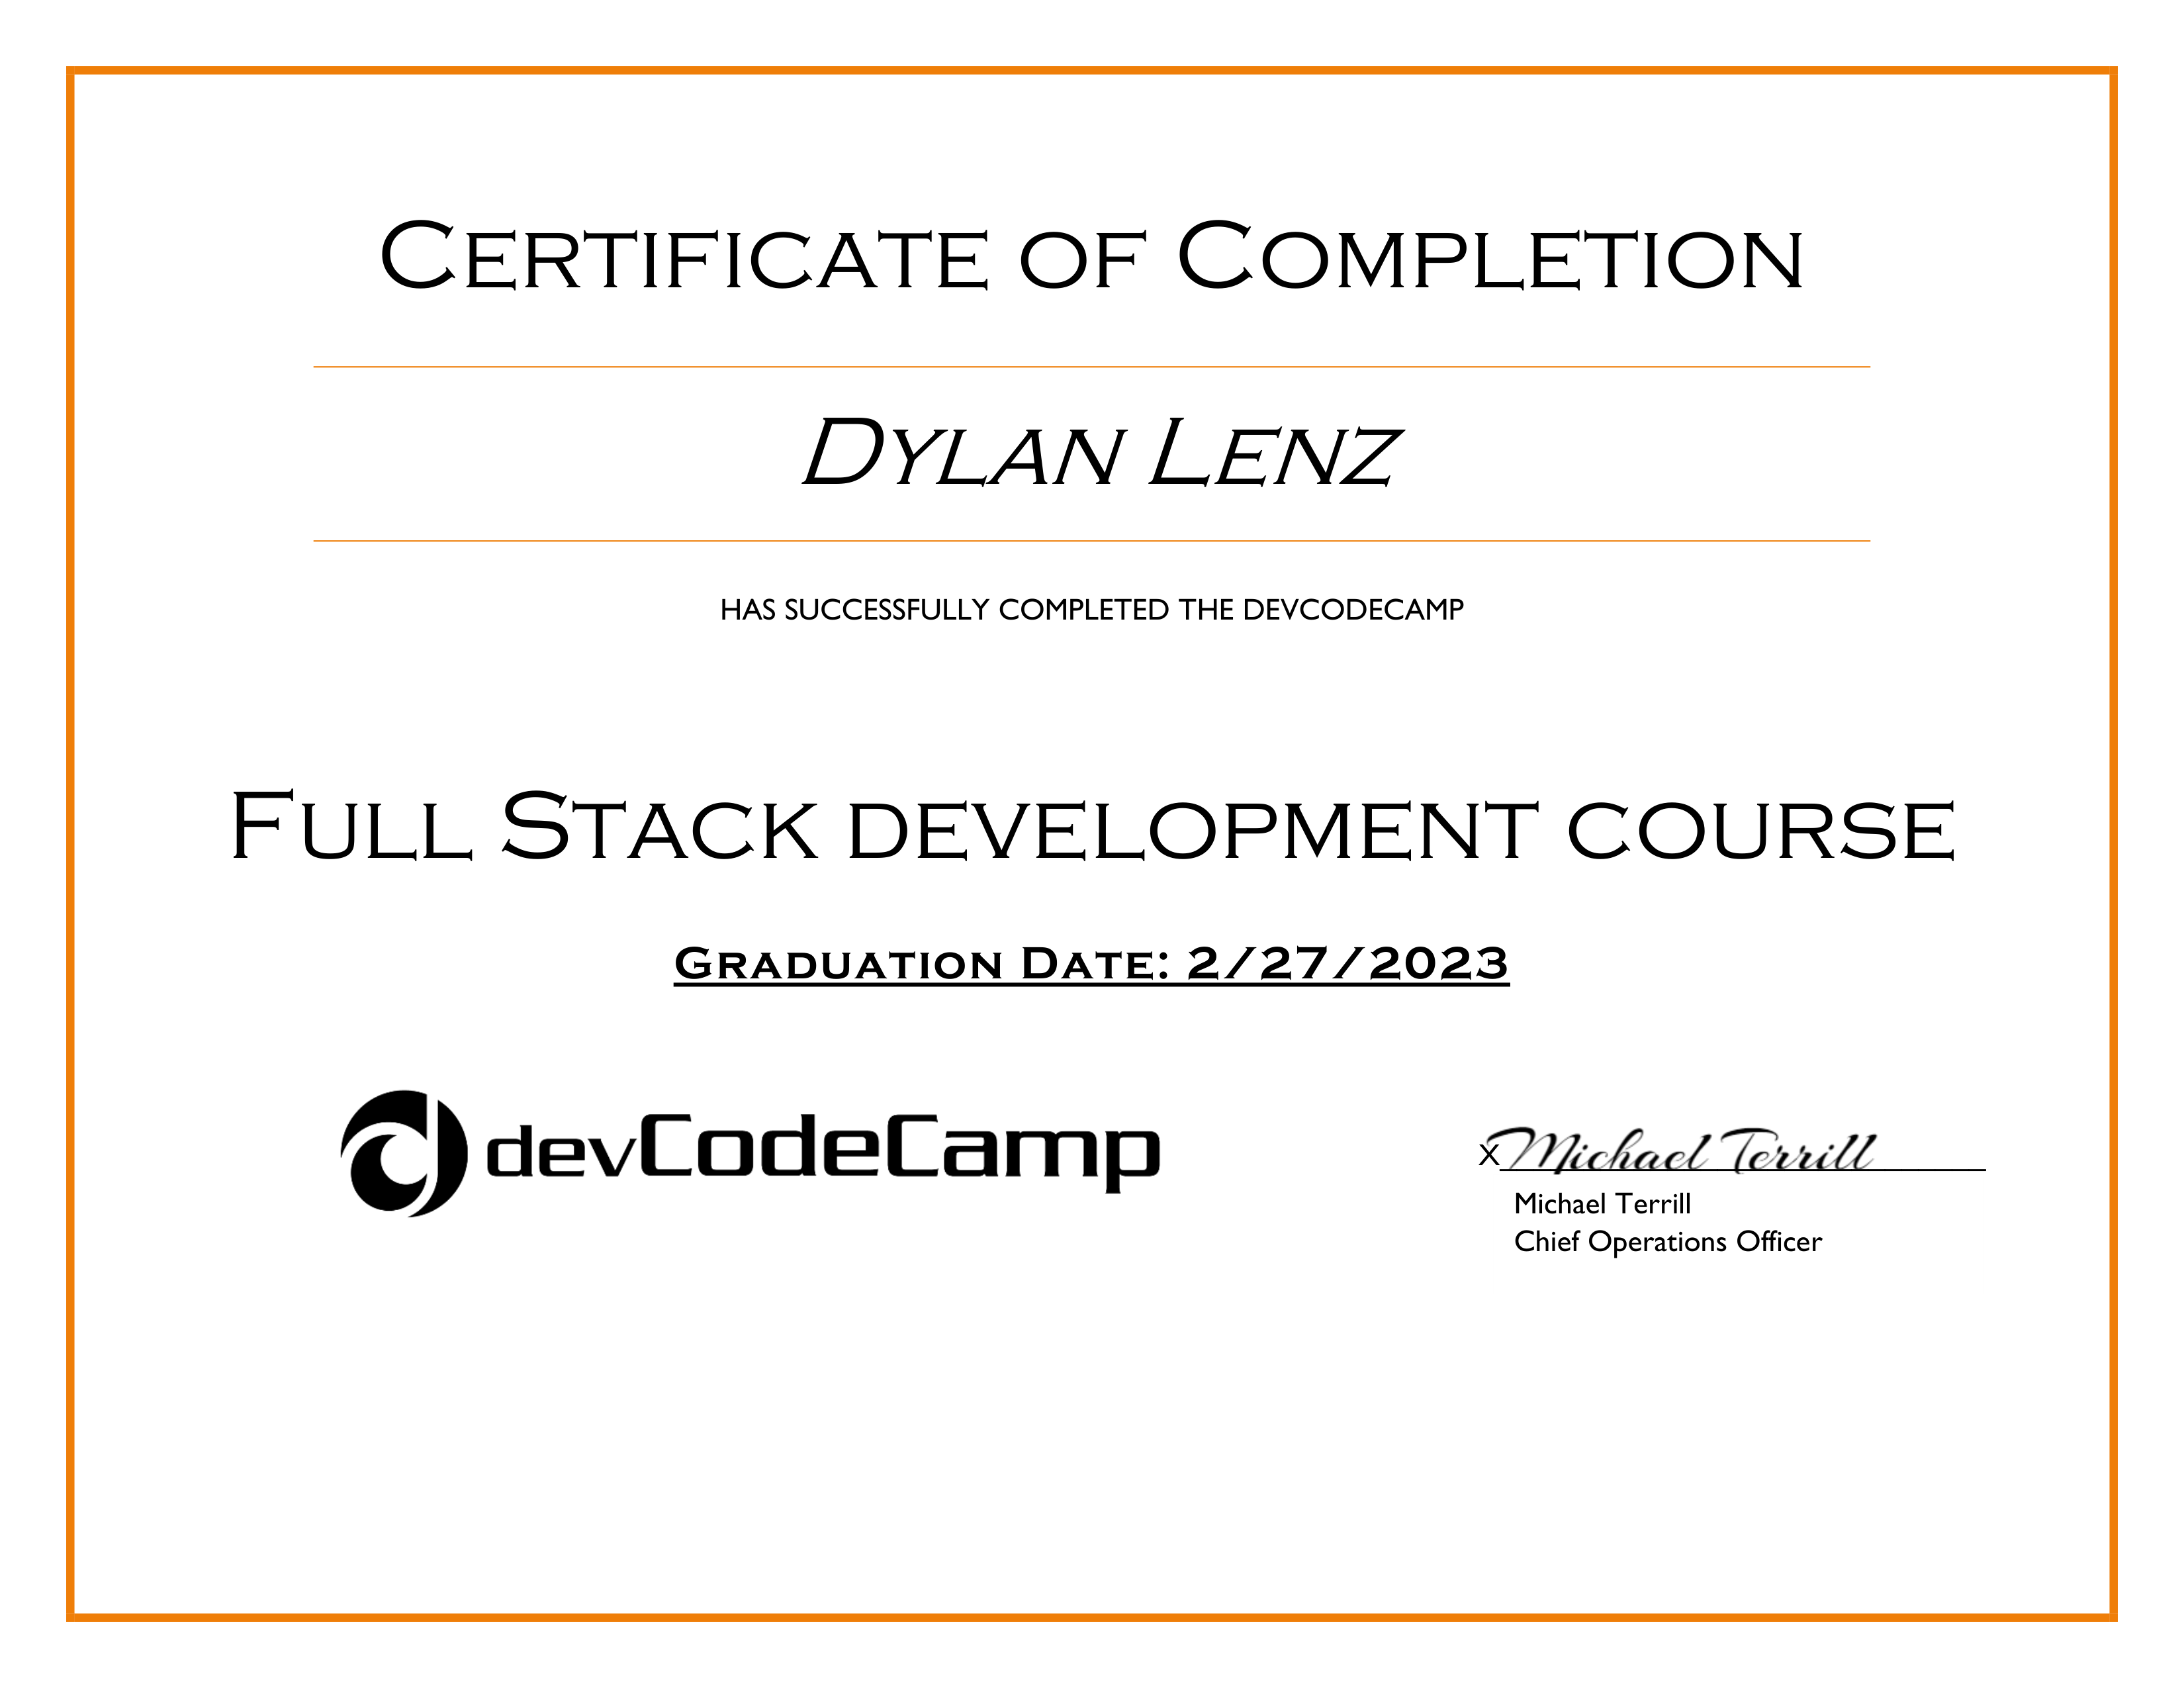 Certificate of Completion
Dylan Lenz
HAS SUCCESSFULLY COMPLETED THE DEVCODECAMP
Full Stack development course
Graduation Date: 2/27/2023
devCodeCamp
X Michael Terrill
Michael Terrill
Chief Operations Officer